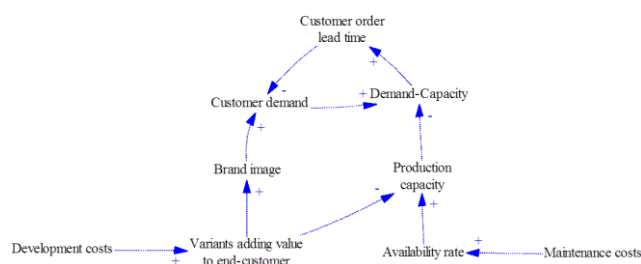 Customer order
lead time
+
-
Customer demand
+
Demand-Capacity
+
-
Brand image
Production
capacity
+
-
+
Development costs
+
Variants adding value
to end-customer
Availability rate
+
Maintenance costs